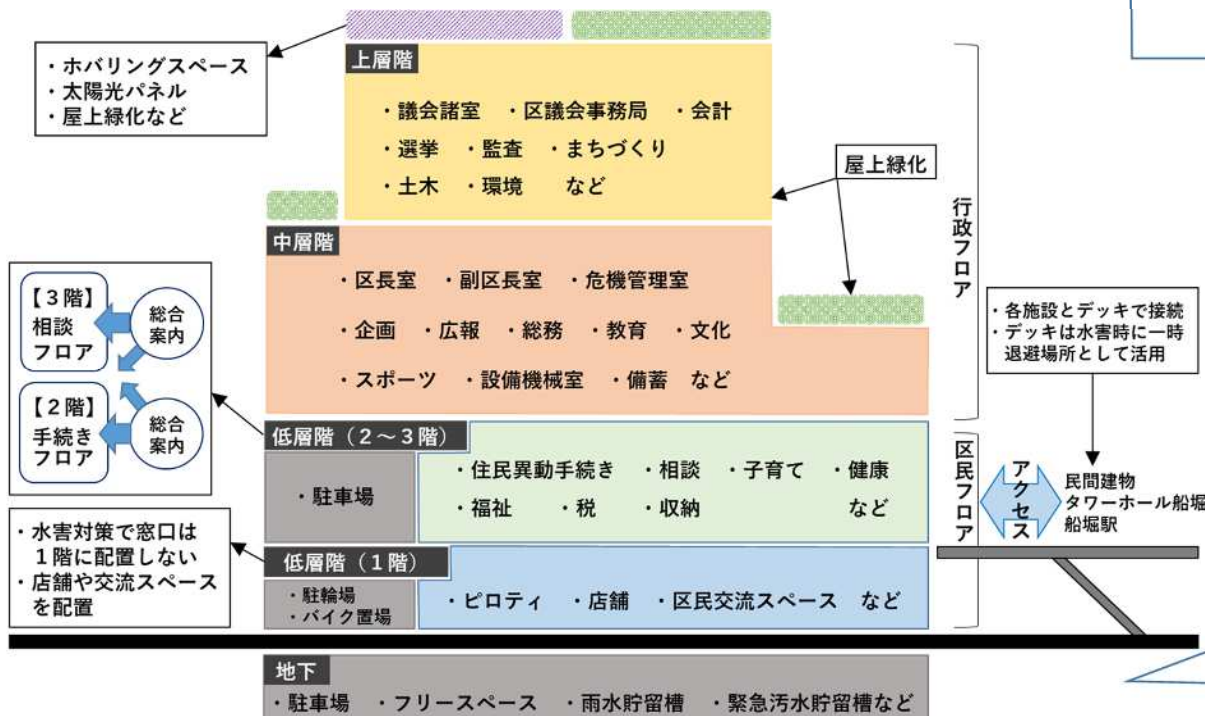 ・ホバリングスペース
・太陽光パネル
・屋上緑化など
上層階
・議会諸室　・区議会事務局　・会計
・選挙　・監査　・まちづくり
・土木　・環境　など
屋上緑化
中層階
・区長室　・副区長室　・危機管理室
・企画　・広報　・総務　・教育　・文化
・スポーツ　・設備機械室　・備蓄　など
行政フロア
【３階】
相談
フロア
総合
案内
【２階】
手続き
フロア
総合
案内
・各施設とデッキで接続
・デッキは水害時に一時
退避場所として活用
低層階（２～３階）
・駐車場
・住民異動手続き　・相談　・子育て　・健康
・福祉　・税　・収納　など
区民フロア
アクセス
民間建物
タワーホール船堀
船堀駅
・水害対策で窓口は
１階に配置しない
・店舗や交流スペース
を配置
低層階（１階）
・駐輪場
・バイク置場
・ピロティ　・店舗　・区民交流スペース　など
地下
・駐車場　・フリースペース　・雨水貯留槽　・緊急汚水貯留槽など